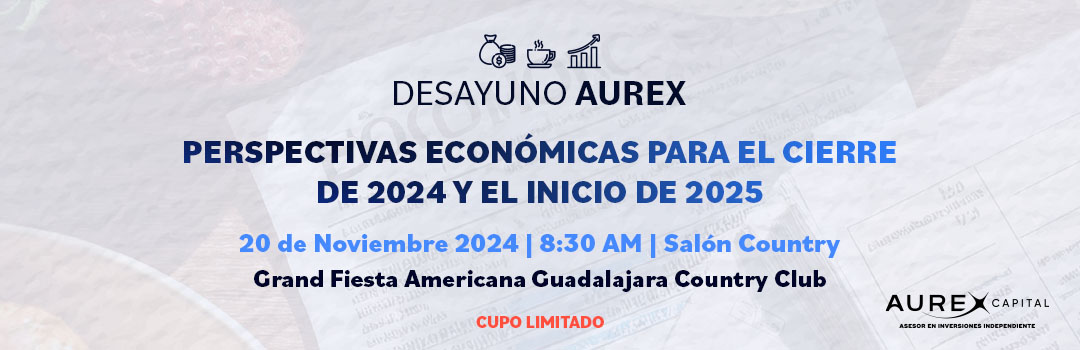 DESAYUNO AUREX
PERSPECTIVAS ECONÓMICAS PARA EL CIERRE
DE 2024 Y EL INICIO DE 2025
20 de Noviembre 2024 | 8:30 AM | Salón Country
Grand Fiesta Americana Guadalajara Country Club
CUPO LIMITADO
AUREX CAPITAL
ASESOR EN INVERSIONES INDEPENDIENTE